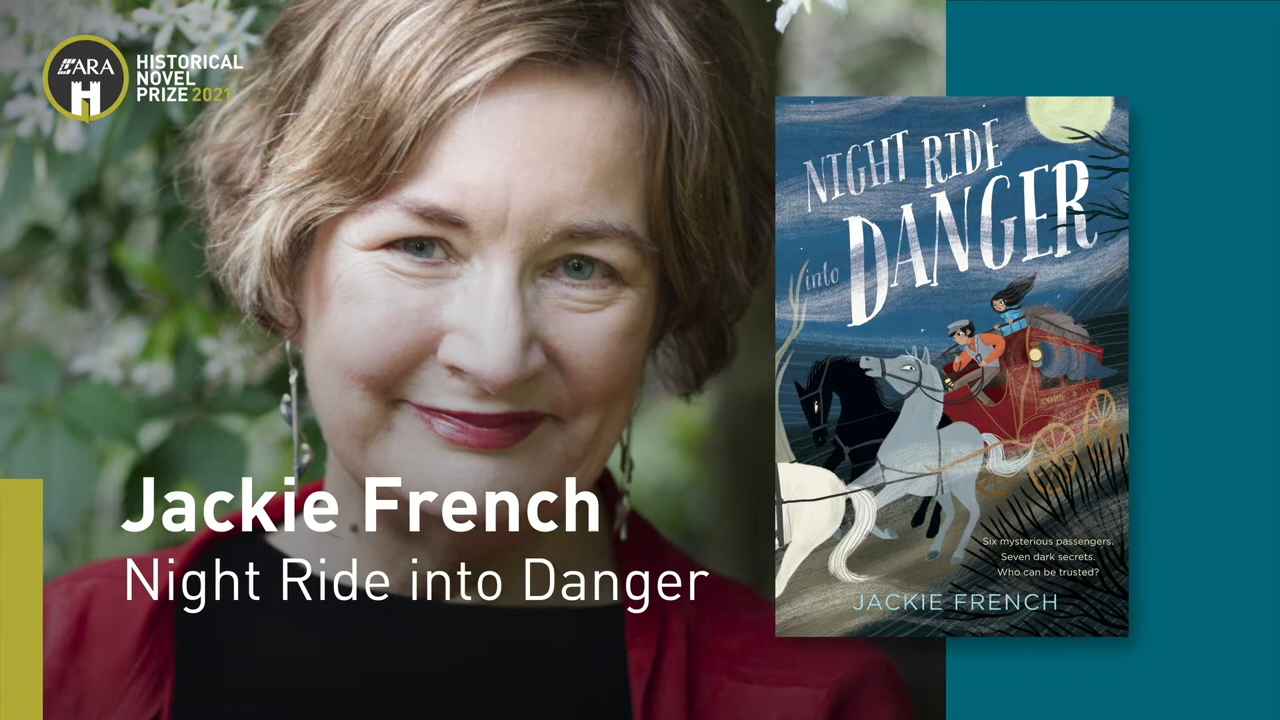 ARA
HISTORICAL
NOVEL
PRIZE 2021
Jackie French
Night Ride into Danger
NIGHT RIDE
into DANGER
Six mysterious passengers.
Seven dark secrets.
Who can be trusted?
JACKIE FRENCH